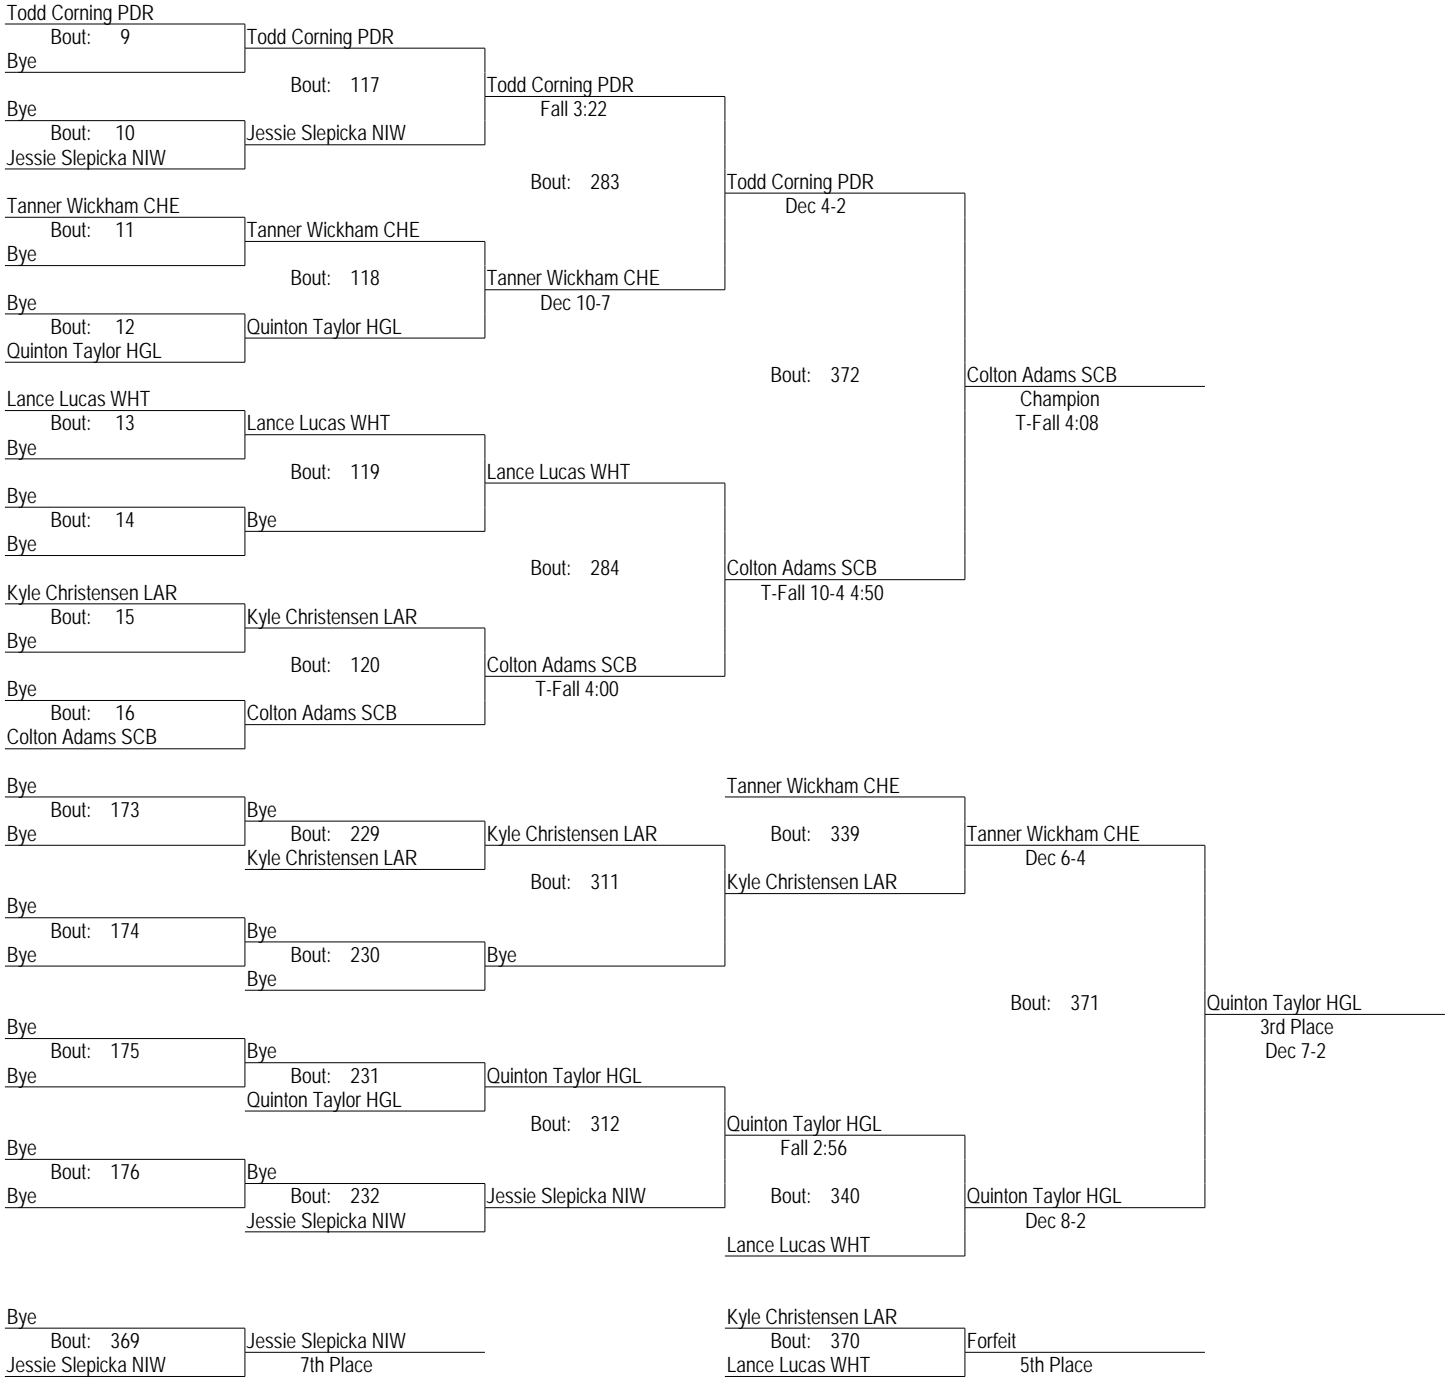 Todd Corning PDR
Bout: 9
Bye
Todd Corning PDR
Bout: 117
Bye
Bout: 10
Jessie Slepicka NIW
Jessie Slepicka NIW
Todd Corning PDR
Fall 3:22
Bout: 283
Tanner Wickham CHE
Bout: 11
Bye
Tanner Wickham CHE
Bout: 118
Bye
Bout: 12
Quinton Taylor HGL
Quinton Taylor HGL
Tanner Wickham CHE
Dec 10-7
Todd Corning PDR
Dec 4-2
Bout: 372
Lance Lucas WHT
Bout: 13
Bye
Lance Lucas WHT
Bout: 119
Bye
Bout: 14
Bye
Bye
Lance Lucas WHT
Bout: 284
Kyle Christensen LAR
Bout: 15
Bye
Kyle Christensen LAR
Bout: 120
Bye
Bout: 16
Colton Adams SCB
Colton Adams SCB
Colton Adams SCB
T-Fall 4:00
Colton Adams SCB
T-Fall 10-4 4:50
Colton Adams SCB
Champion
T-Fall 4:08
Bye
Bout: 173
Bye
Bye
Bout: 229
Kyle Christensen LAR
Kyle Christensen LAR
Bout: 311
Bye
Bout: 174
Bye
Bye
Bout: 230
Bye
Bye
Tanner Wickham CHE
Bout: 339
Kyle Christensen LAR
Tanner Wickham CHE
Dec 6-4
Bout: 371
Bye
Bout: 175
Bye
Bye
Bout: 231
Quinton Taylor HGL
Quinton Taylor HGL
Bout: 312
Bye
Bout: 176
Bye
Bye
Bout: 232
Jessie Slepicka NIW
Jessie Slepicka NIW
Quinton Taylor HGL
Fall 2:56
Bout: 340
Lance Lucas WHT
Quinton Taylor HGL
Dec 8-2
Quinton Taylor HGL
3rd Place
Dec 7-2
Bye
Bout: 369
Jessie Slepicka NIW
Jessie Slepicka NIW
7th Place
Kyle Christensen LAR
Bout: 370
Lance Lucas WHT
Forfeit
5th Place